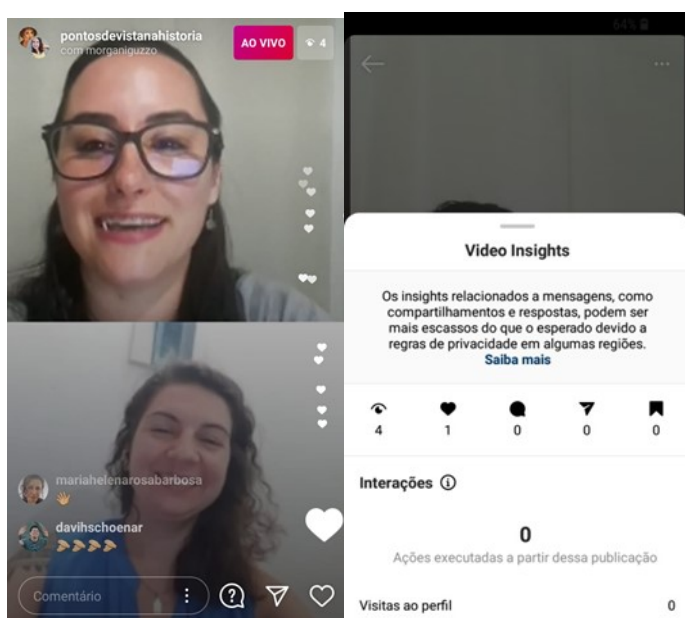 pontosdevistanahistoria
com morganiguzzo
AO VIVO
4
mariahelenarosabarbosa
davihschoenar
Comentário
64%
Video Insights
Os insights relacionados a mensagens, como
compartilhamentos e respostas, podem ser
mais escassos do que o esperado devido a
regras de privacidade em algumas regiões.
Saiba mais
4 1 0 0 0
Interações
0
Ações executadas a partir dessa publicação
Visitas ao perfil 0